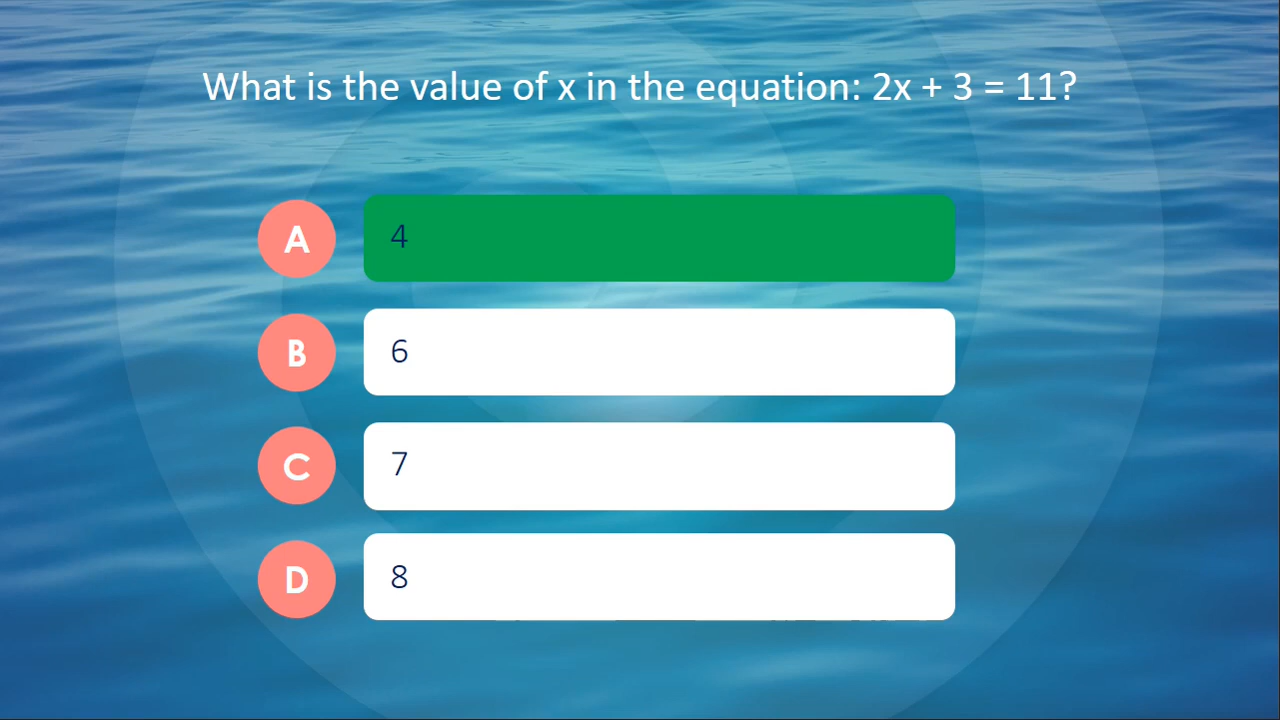 What is the value of x in the equation: 2x + 3 = 11?
A 4
B 6
C 7
D 8